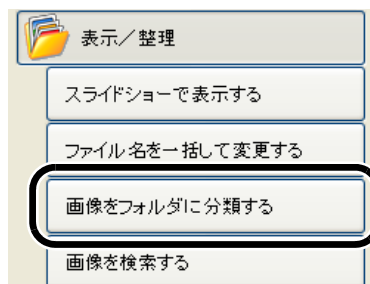 表示／整理
スライドショーで表示する
ファイル名を一括して変更する
画像をフォルダに分類する
画像を検索する